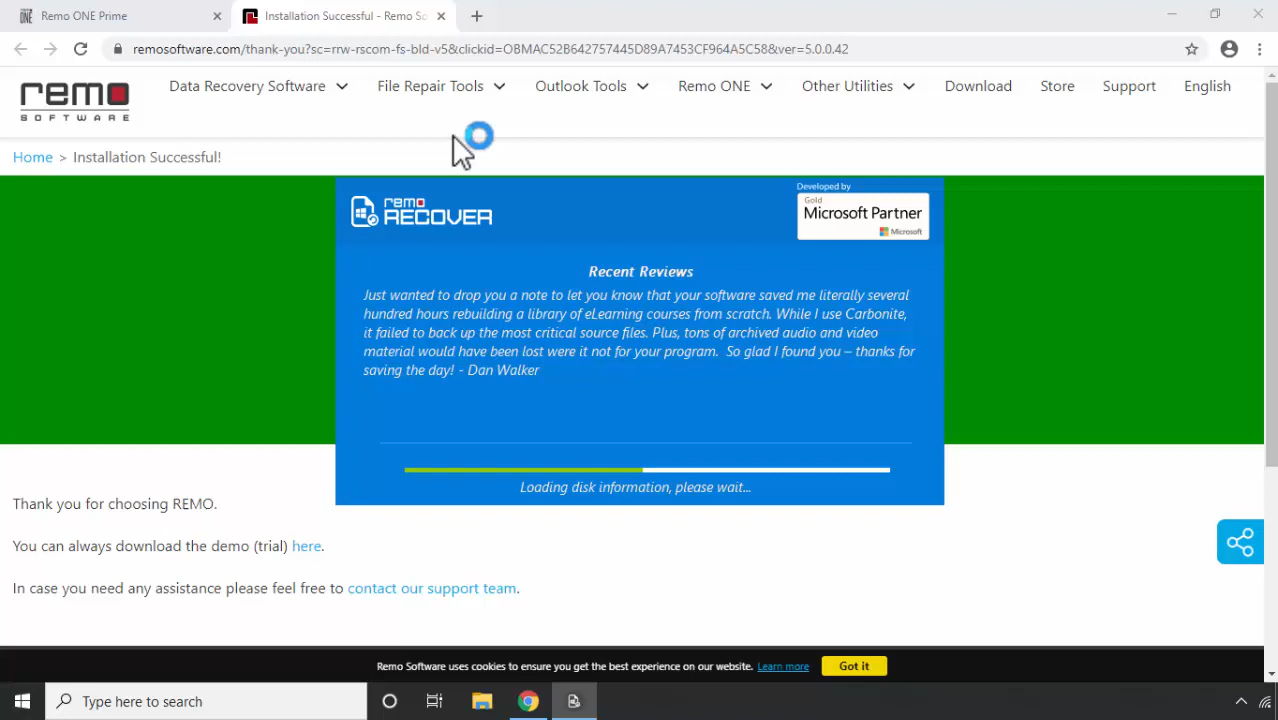 Remo ONE Prime
Installation Successful - Remo So
remosoftware.com/thank-you?sc=rrw-rscom-fs-bld-v5&clickid=OBMAC52B642757445D89A7453CF964A5C58&ver=5.0.0.42
remo SOFTWARE
Data Recovery Software File Repair Tools Outlook Tools Remo ONE Other Utilities Download Store Support English
Home > Installation Successful!
Developed by
remo
RECOVER
Gold
Microsoft Partner
Microsoft
Recent Reviews
Just wanted to drop you a note to let you know that your software saved me literally several
hundred hours rebuilding a library of eLearning courses from scratch. While I use Carbonite,
it failed to back up the most critical source files. Plus, tons of archived audio and video
material would have been lost were it not for your program. So glad I found you – thanks for
saving the day! - Dan Walker
Loading disk information, please wait...
Thank you for choosing REMO.
You can always download the demo (trial) here.
In case you need any assistance please feel free to contact our support team.
Remo Software uses cookies to ensure you get the best experience on our website. Learn more Got it
Type here to search